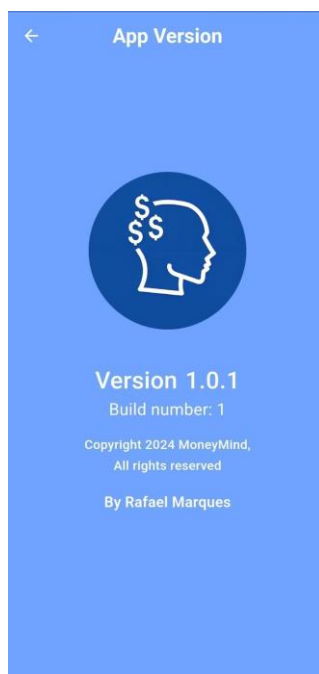 App Version
$
$
$
Version 1.0.1
Build number: 1
Copyright 2024 MoneyMind,
All rights reserved
By Rafael Marques